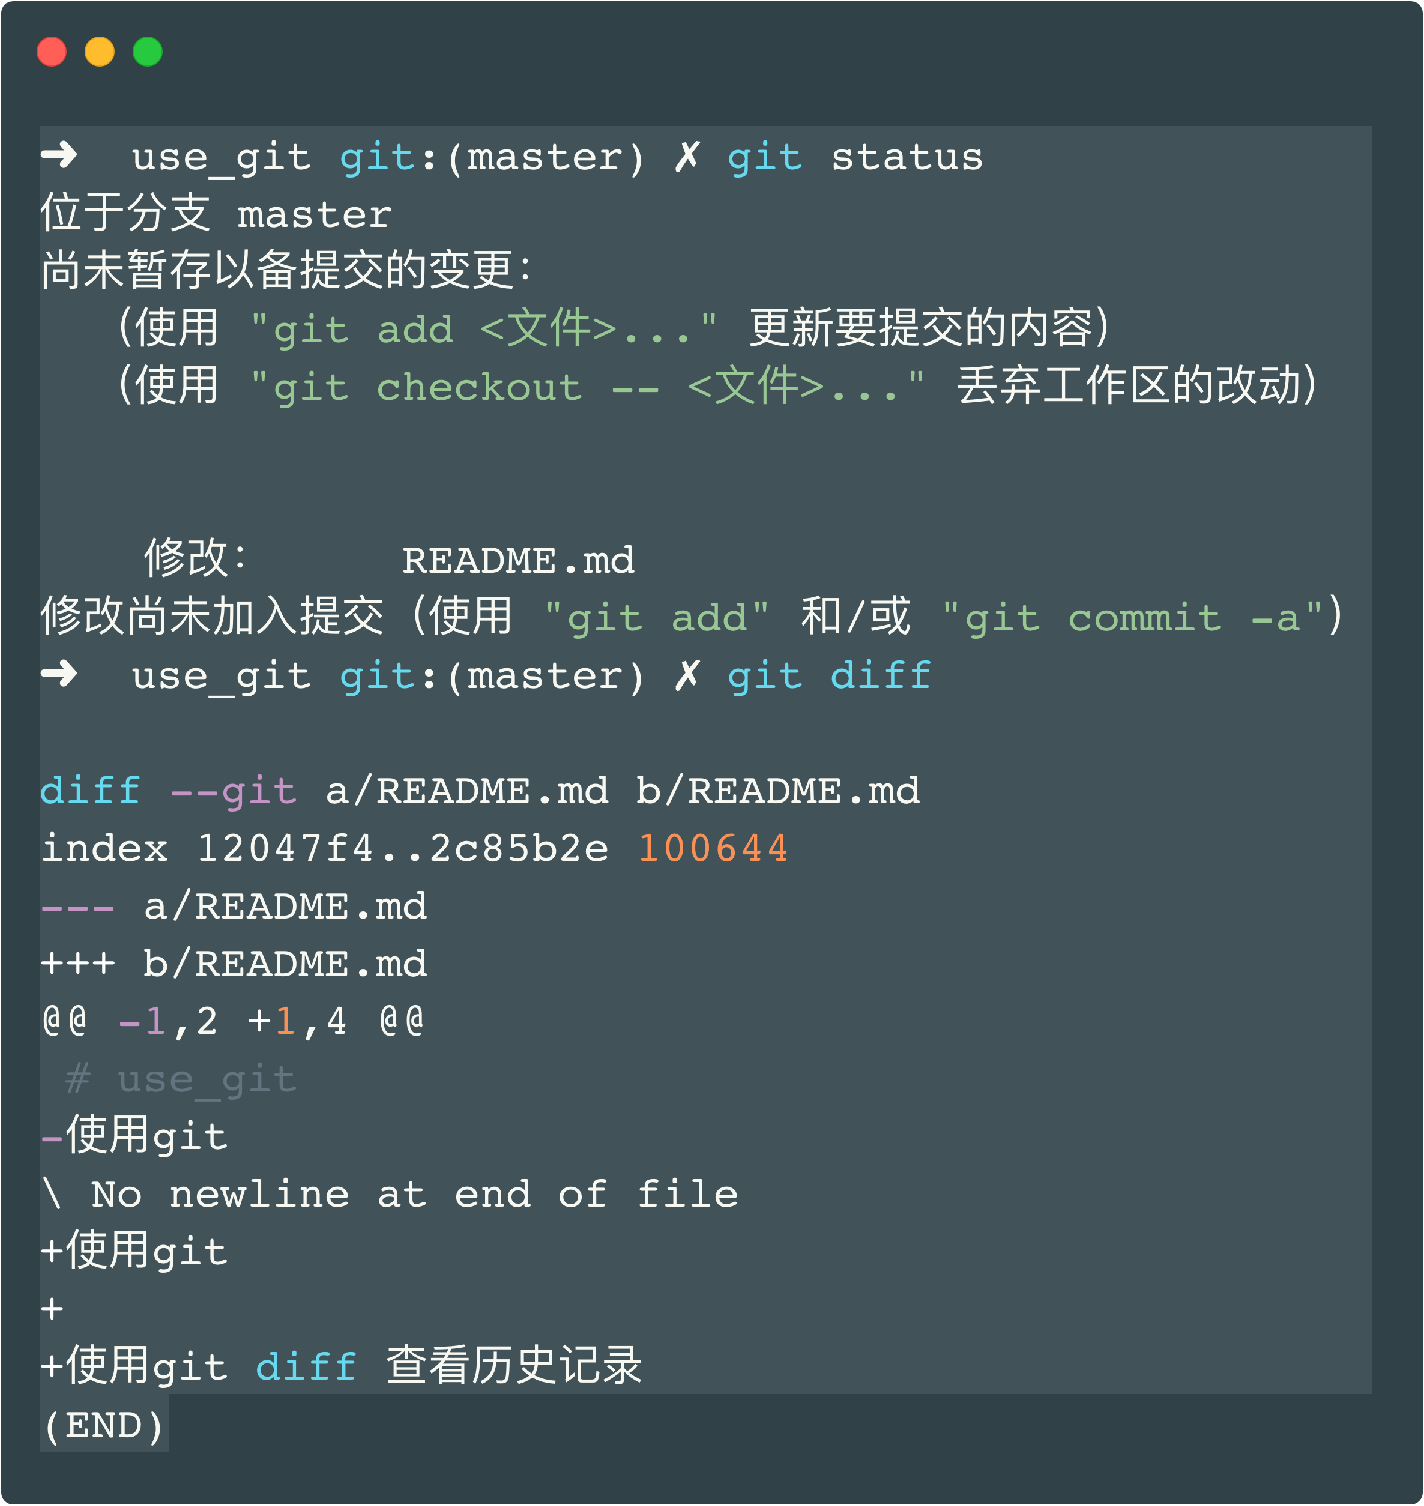 ➜  use_git git:(master) ✗ git status
位于分支 master
尚未暂存以备提交的变更：
  （使用 "git add <文件>..." 更新要提交的内容）
  （使用 "git checkout -- <文件>..." 丢弃工作区的改动）
    修改：      README.md
修改尚未加入提交（使用 "git add" 和/或 "git commit -a"）
➜  use_git git:(master) ✗ git diff
diff --git a/README.md b/README.md
index 12047f4..2c85b2e 100644
--- a/README.md
+++ b/README.md
@@ -1,2 +1,4 @@
 # use_git
-使用git
\ No newline at end of file
+使用git
+
+使用git diff 查看历史记录
(END)